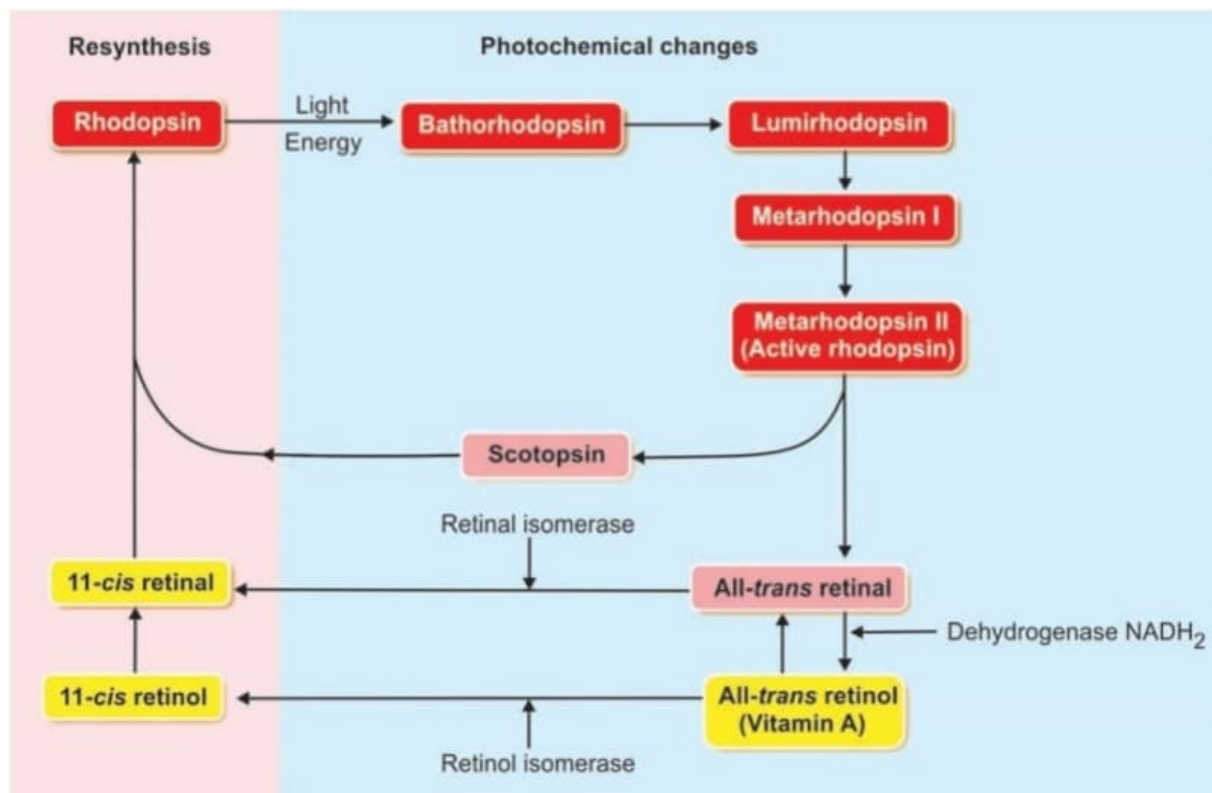 Resynthesis
Photochemical changes
Rhodopsin
Light
Energy
Bathorhodopsin
Lumirhodopsin
Metarhodopsin I
Metarhodopsin II
(Active rhodopsin)
Scotopsin
Retinal isomerase
11-cis retinal
All-trans retinal
Dehydrogenase NADH₂
11-cis retinol
All-trans retinol
(Vitamin A)
Retinol isomerase